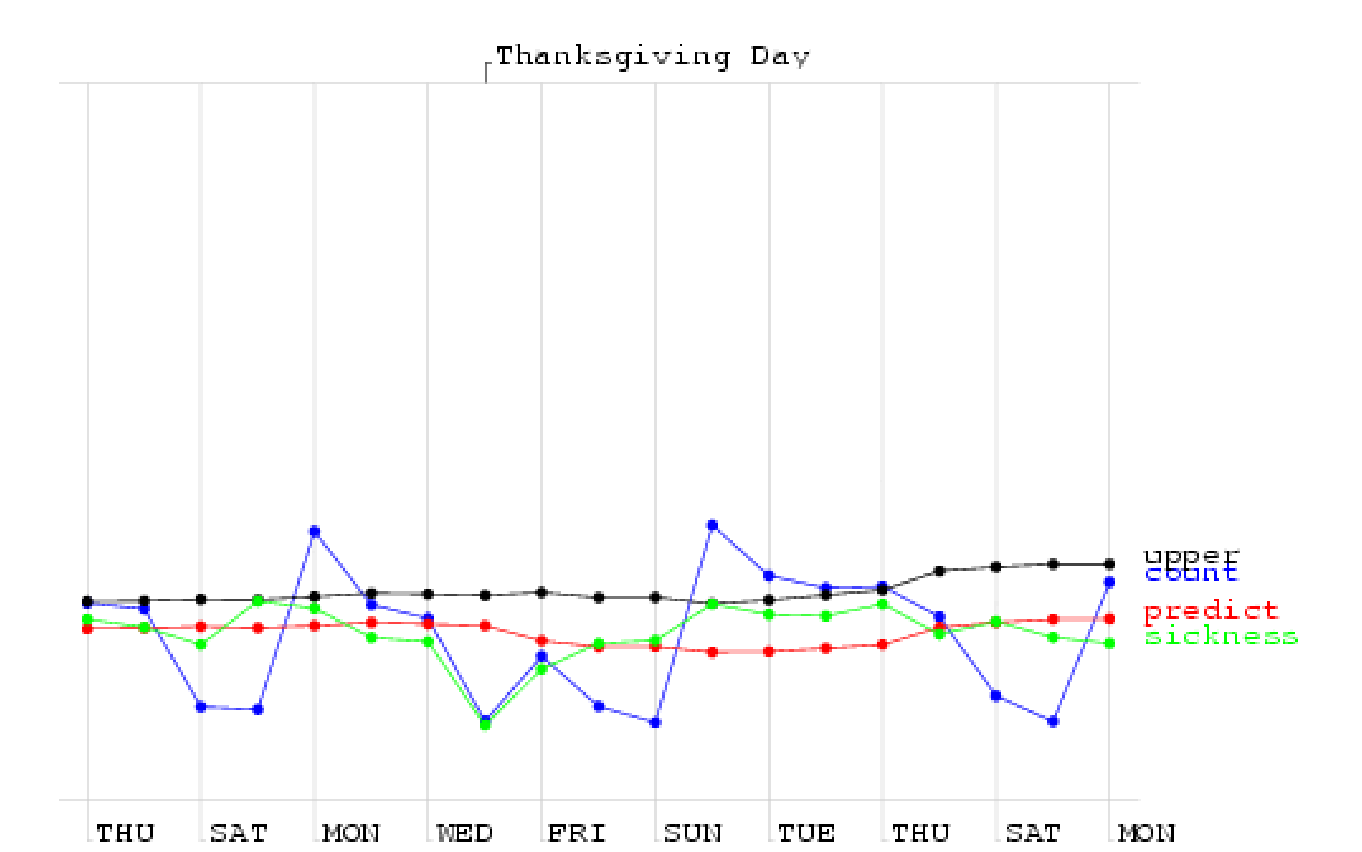 Thanksgiving Day
upper
count
predict
sickness
THU SAT MON WED FRI SUN TUE THU SAT MON